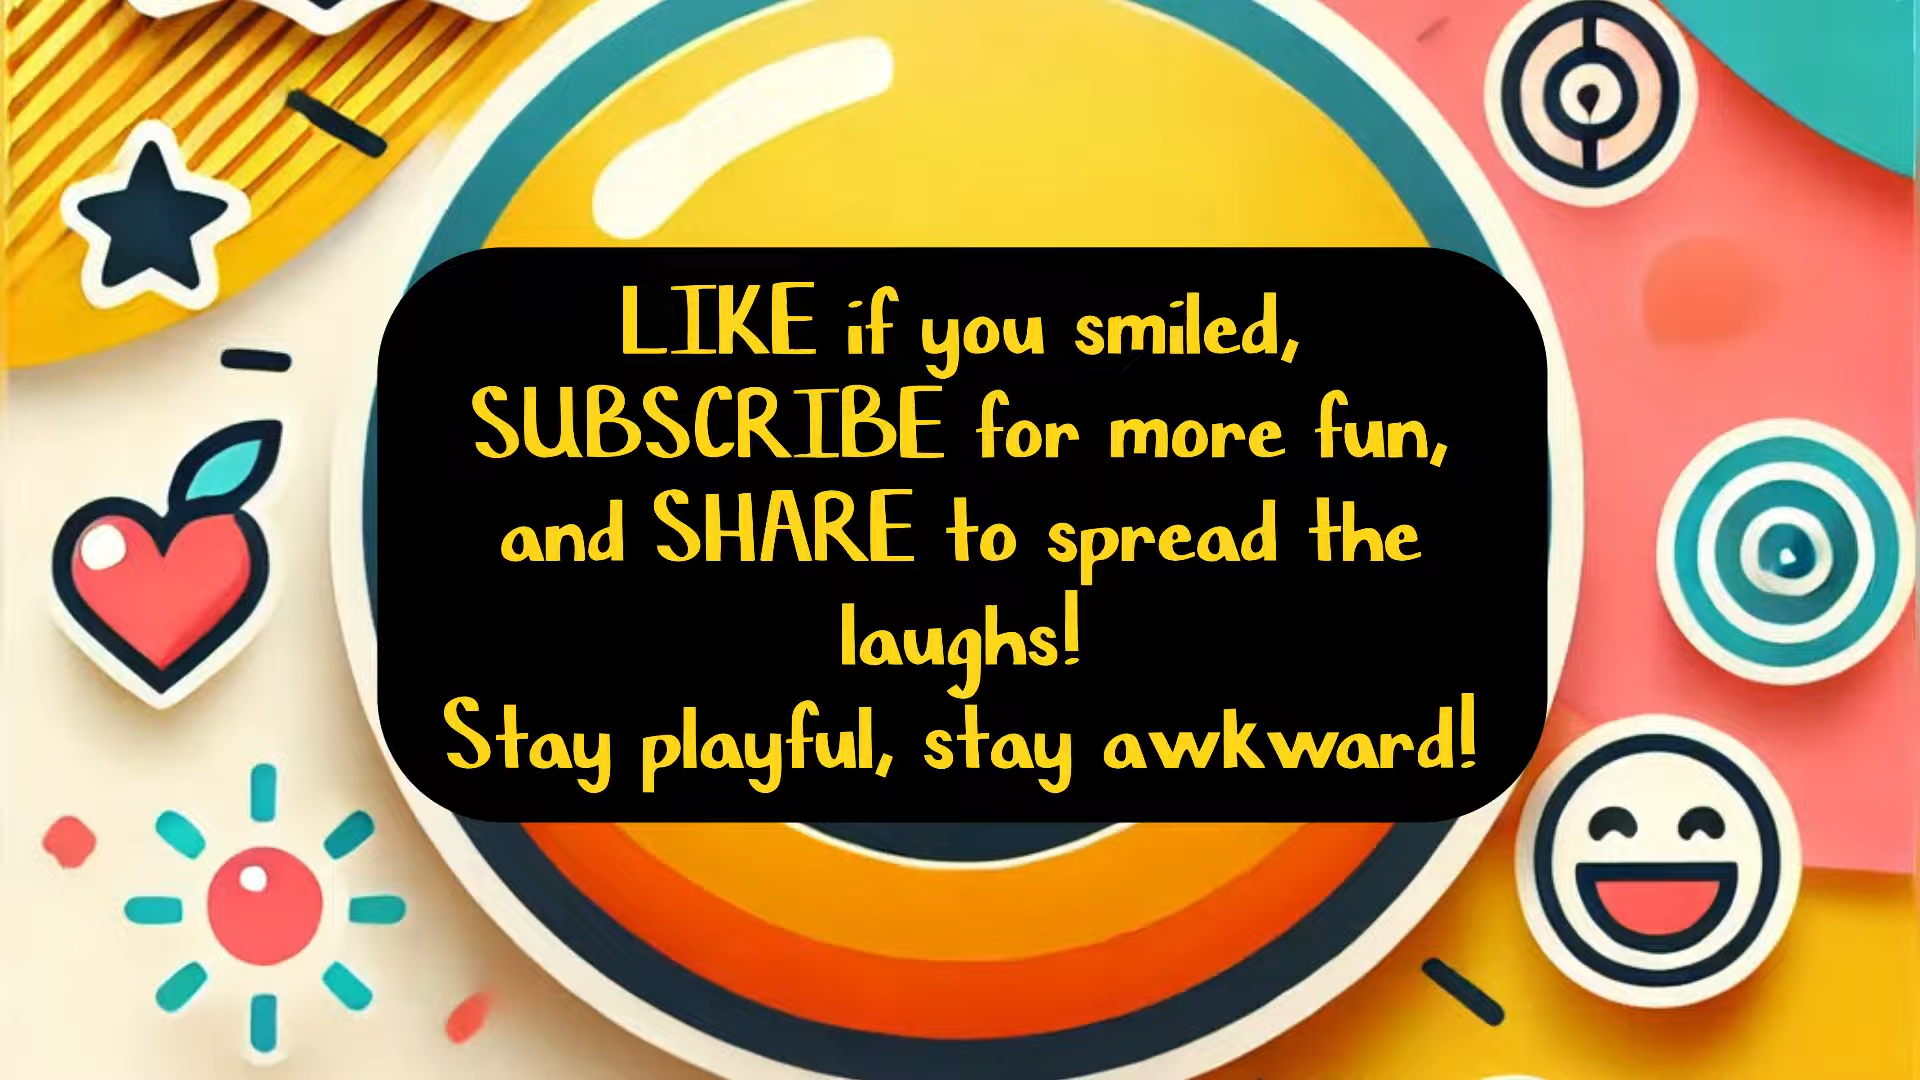 LIKE if you smiled,
SUBSCRIBE for more fun,
and SHARE to spread the
laughs!
Stay playful, stay awkward!